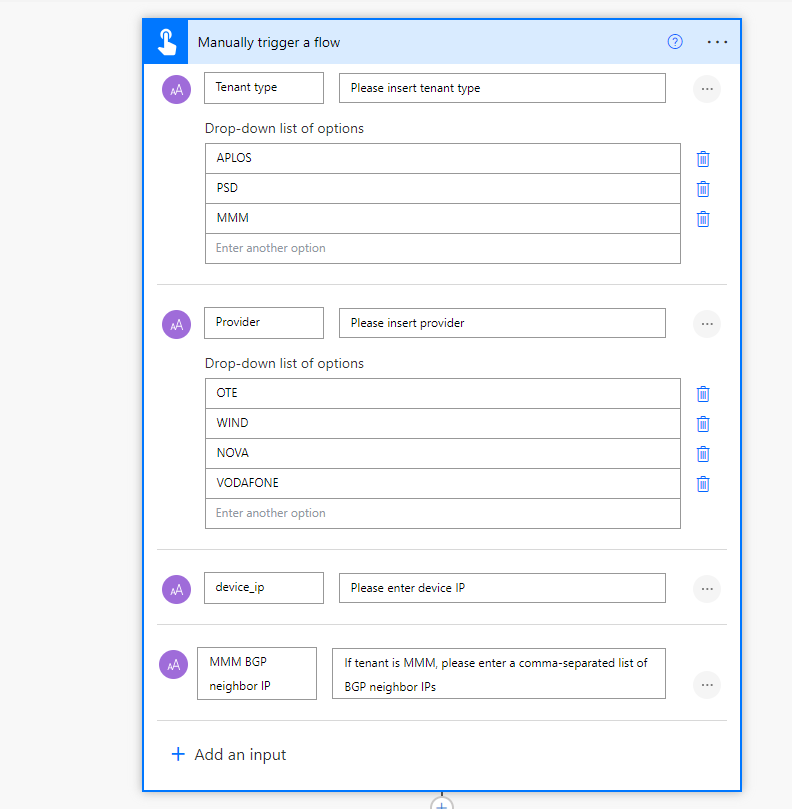 Manually trigger a flow
Tenant type
Please insert tenant type
Drop-down list of options
APLOS
PSD
MMM
Enter another option
Provider
Please insert provider
Drop-down list of options
OTE
WIND
NOVA
VODAFONE
Enter another option
device_ip
Please enter device IP
MMM BGP
neighbor IP
If tenant is MMM, please enter a comma-separated list of
BGP neighbor IPs
+ Add an input